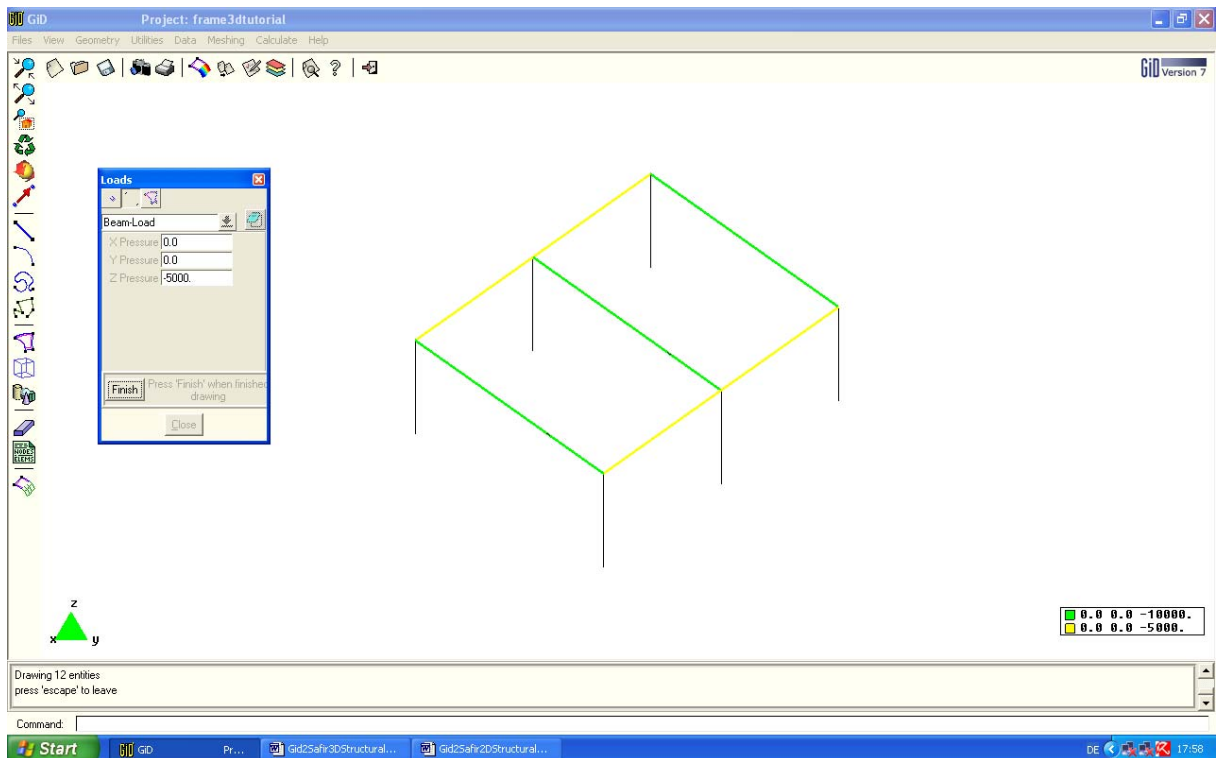 GiD Project: frame3dtutorial
Files View Geometry Utilities Data Meshing Calculate Help
GiD Version 7
Loads
Beam-Load
X Pressure 0.0
Y Pressure 0.0
Z Pressure -5000.
Finish
Press 'Finish' when finished
drawing
Close
z
x
y
0.0 0.0 -10000.
0.0 0.0 -5000.
Drawing 12 entities
press 'escape' to leave
Command:
Start
GiD Pr...
Gid2Safir3DStructural...
Gid2Safir2DStructural...
DE
17:58